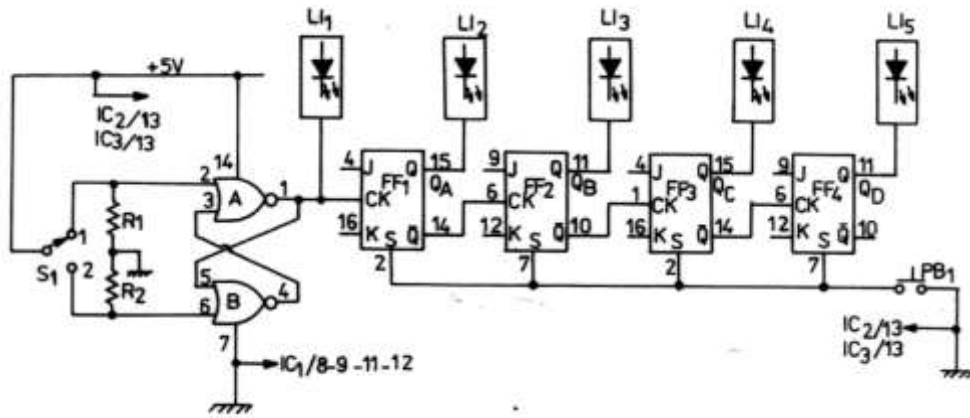 LI1 LI2 LI3 LI4 LI5
+5V
IC2/13
IC3/13
14
2
3
A
1
R1
1
S1
2
R2
5
6
B
4
7
IC1/8-9-11-12
4 J Q 15
FF1 QA
CK
16 K S Q̄ 14
2
9 J Q 11
FF2 QB
6 CK
12 K S Q̄ 10
7
4 J Q 15
FF3 QC
1 CK
16 K S Q̄ 14
2
9 J Q 11
FF4 QD
6 CK
12 K S Q̄ 10
7
PB1
IC2/13
IC3/13